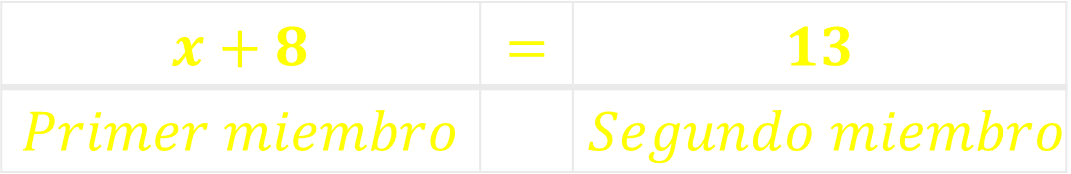 x + 8 = 13
Primer miembro Segundo miembro